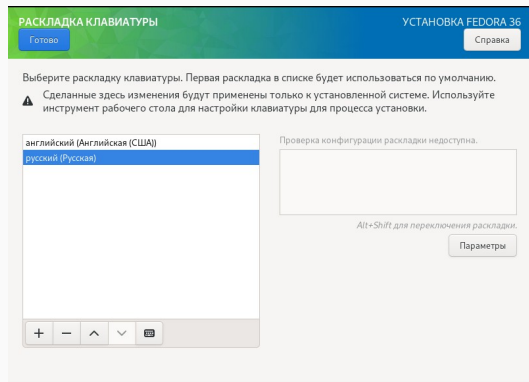 РАСКЛАДКА КЛАВИАТУРЫ
УСТАНОВКА FEDORA 36
Готово
Справка
Выберите раскладку клавиатуры. Первая раскладка в списке будет использоваться по умолчанию.
Сделанные здесь изменения будут применены только к установленной системе. Используйте
инструмент рабочего стола для настройки клавиатуры для процесса установки.
английский (Английская (США))
русский (Русская)
Проверка конфигурации раскладки недоступна.
Alt+Shift для переключения раскладки.
Параметры